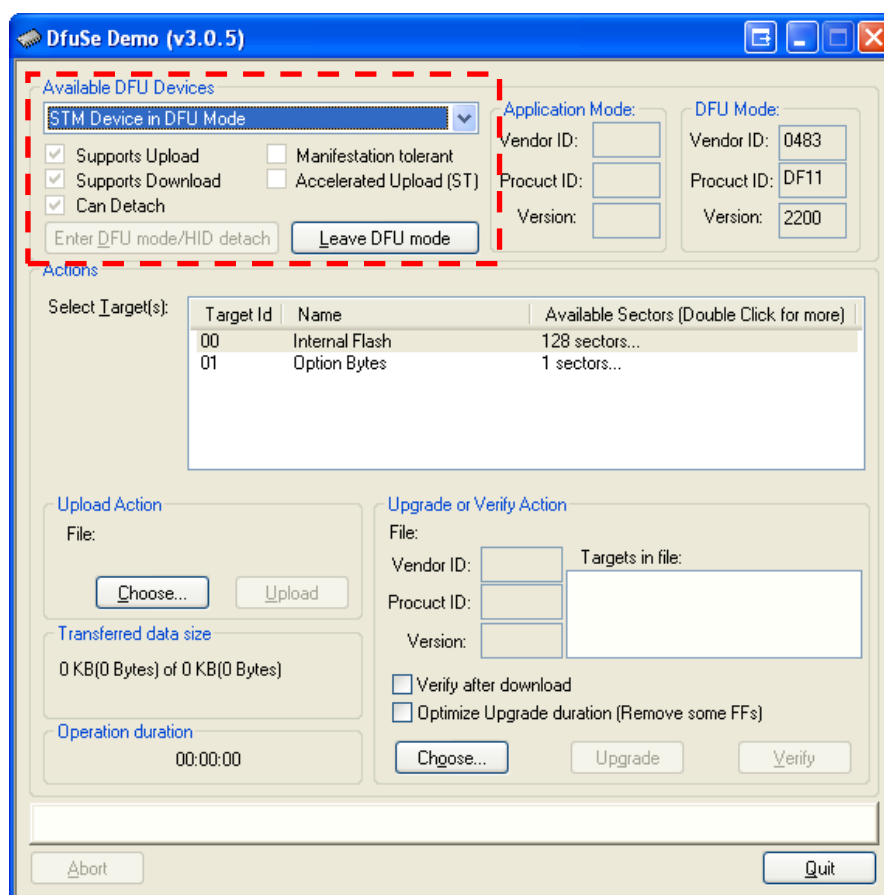 DfuSe Demo (v3.0.5)
Available DFU Devices
STM Device in DFU Mode
Supports Upload
Manifestation tolerant
Supports Download
Accelerated Upload (ST)
Can Detach
Enter DFU mode/HID detach
Leave DFU mode
Application Mode:
Vendor ID:
Procuct ID:
Version:
DFU Mode:
Vendor ID: 0483
Procuct ID: DF11
Version: 2200
Actions
Select Target(s):
Target Id Name Available Sectors (Double Click for more)
00 Internal Flash 128 sectors...
01 Option Bytes 1 sectors...
Upload Action
File:
Choose...
Upload
Transferred data size
0 KB(0 Bytes) of 0 KB(0 Bytes)
Operation duration
00:00:00
Upgrade or Verify Action
File:
Vendor ID:
Procuct ID:
Version:
Targets in file:
Verify after download
Optimize Upgrade duration (Remove some FFs)
Choose...
Upgrade
Verify
Abort
Quit